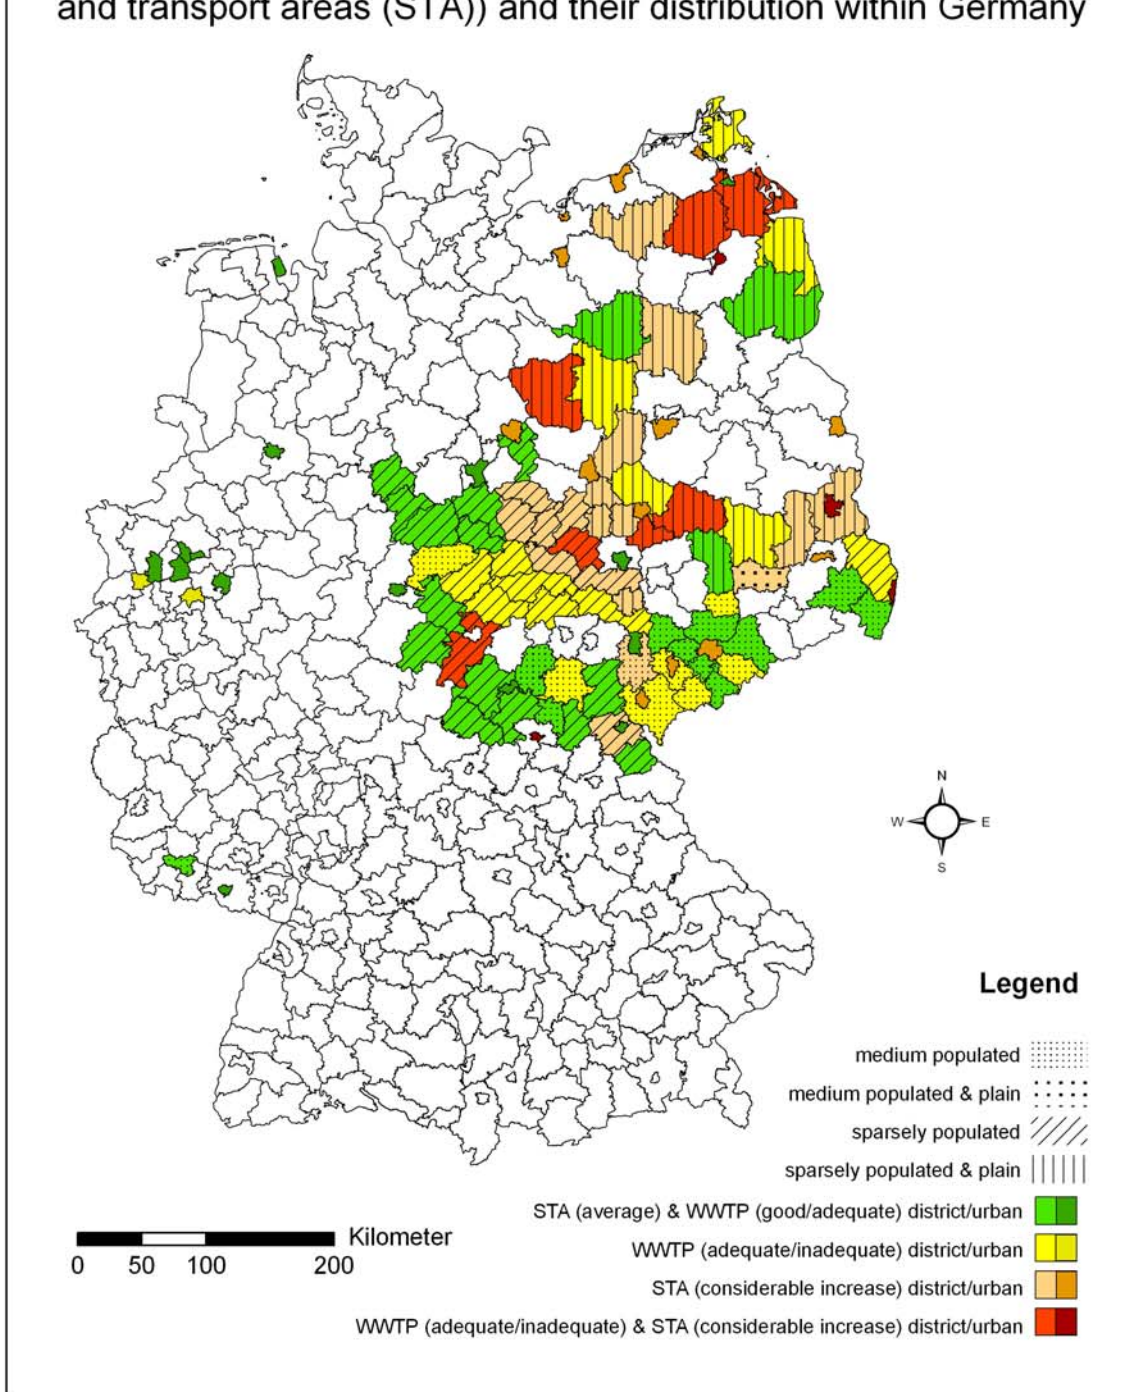 and transport areas (STA)) and their distribution within Germany
N
W E
S
Legend
medium populated
medium populated & plain
sparsely populated
sparsely populated & plain
STA (average) & WWTP (good/adequate) district/urban
WWTP (adequate/inadequate) district/urban
STA (considerable increase) district/urban
WWTP (adequate/inadequate) & STA (considerable increase) district/urban
Kilometer
0 50 100 200